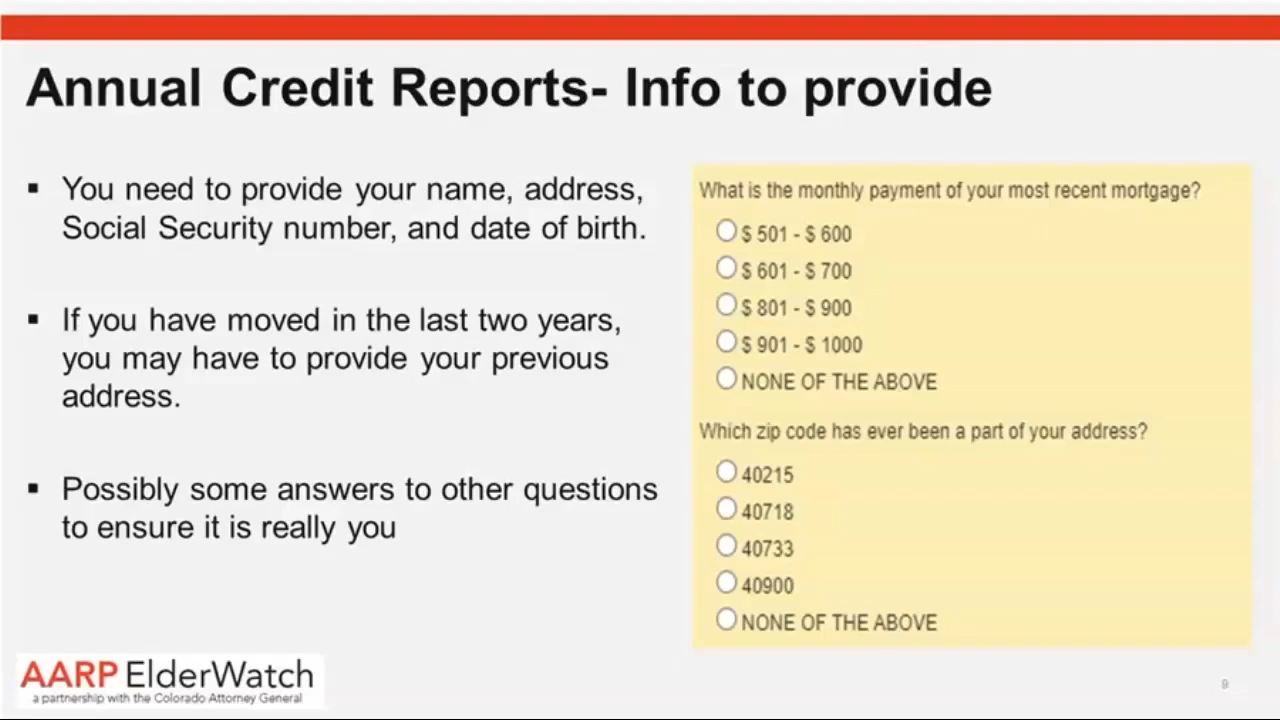 Annual Credit Reports- Info to provide
▪ You need to provide your name, address,
Social Security number, and date of birth.
▪ If you have moved in the last two years,
you may have to provide your previous
address.
▪ Possibly some answers to other questions
to ensure it is really you
What is the monthly payment of your most recent mortgage?
$ 501 - $ 600
$ 601 - $ 700
$ 801 - $ 900
$ 901 - $ 1000
NONE OF THE ABOVE
Which zip code has ever been a part of your address?
40215
40718
40733
40900
NONE OF THE ABOVE
AARP ElderWatch
a partnership with the Colorado Attorney General
9